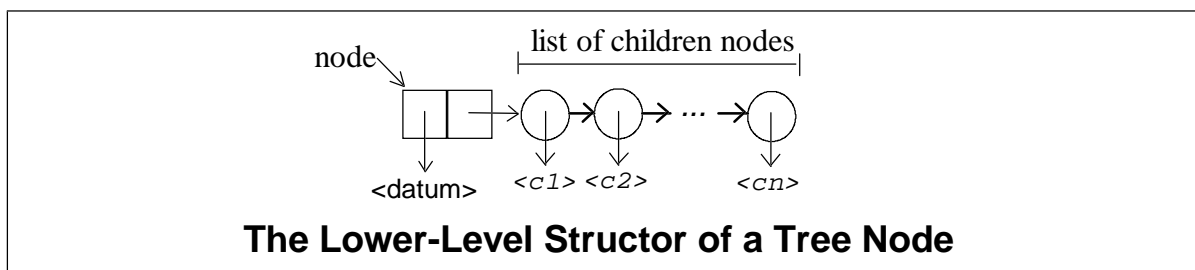 list of children nodes
node
...
<datum> <c1> <c2> <cn>
The Lower-Level Structor of a Tree Node